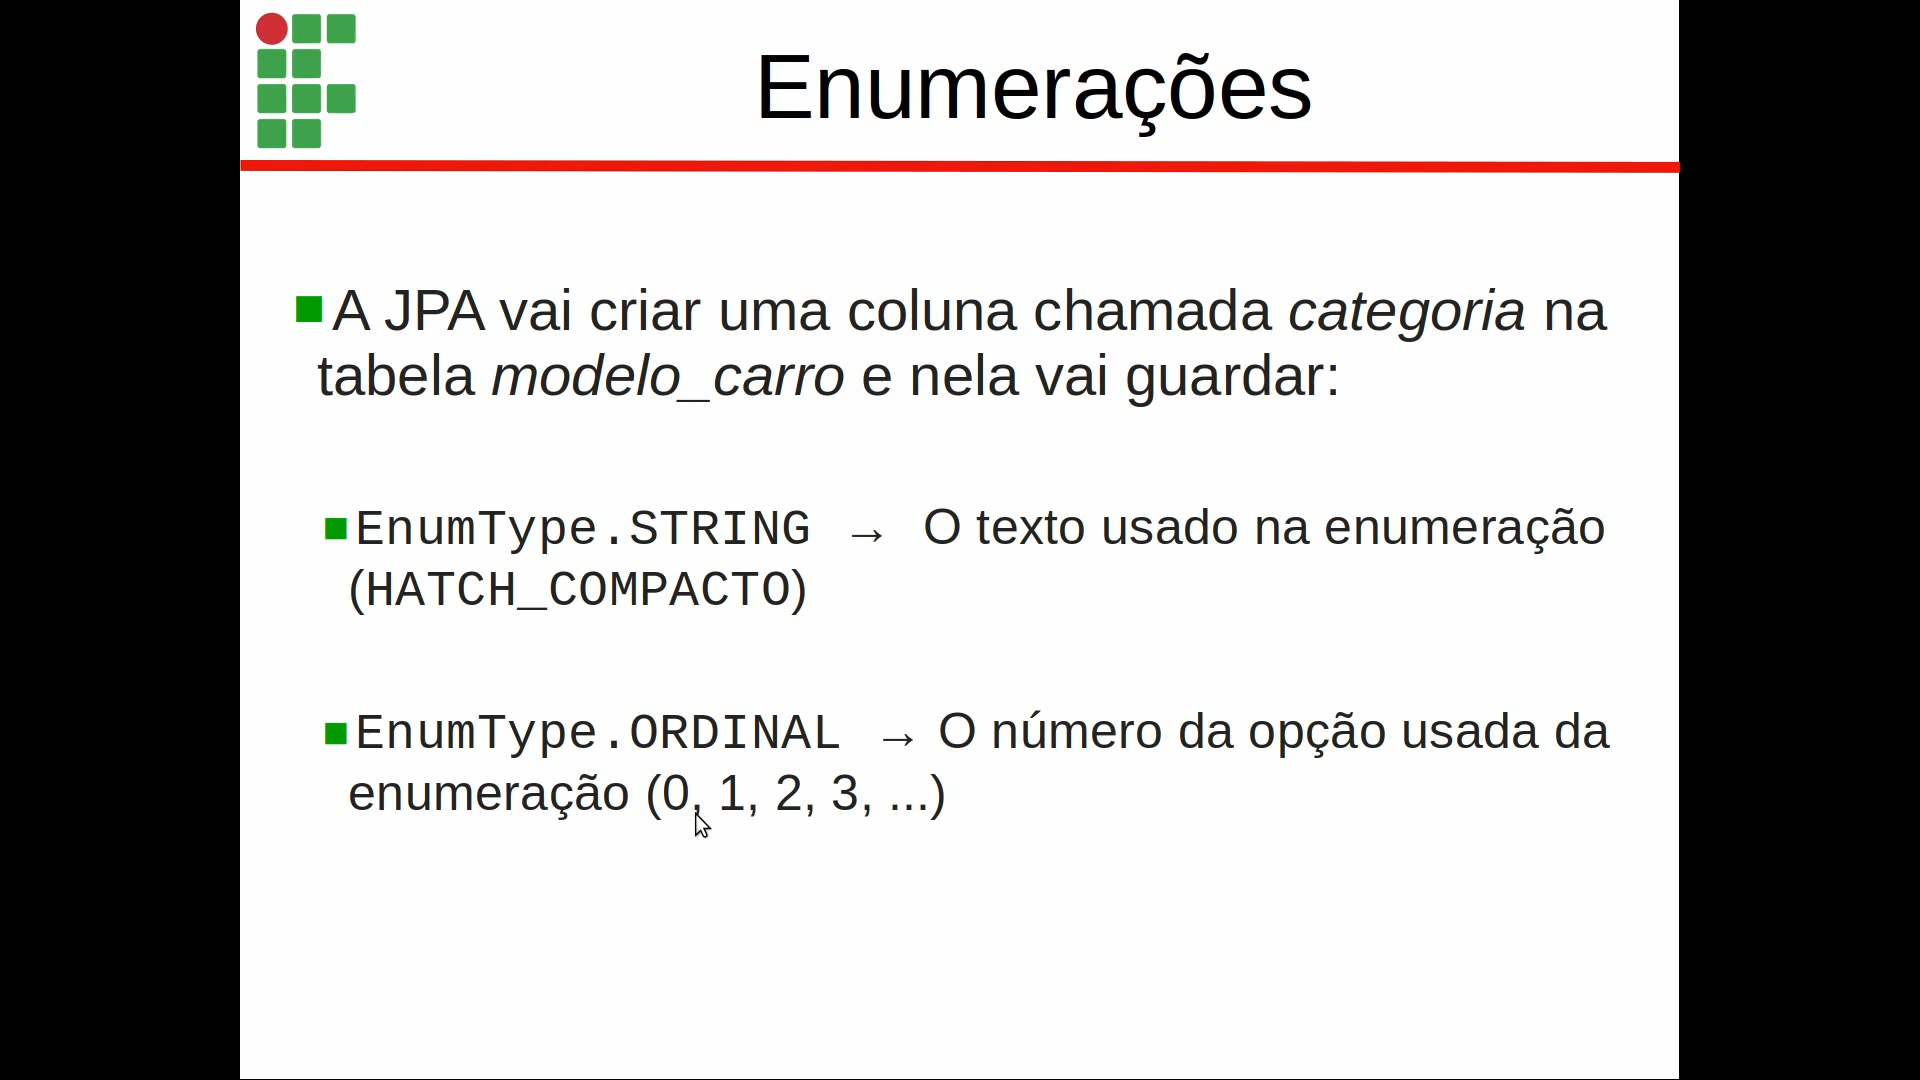 Enumerações
A JPA vai criar uma coluna chamada categoria na
tabela modelo_carro e nela vai guardar:
EnumType.STRING → O texto usado na enumeração
(HATCH_COMPACTO)
EnumType.ORDINAL → O número da opção usada da
enumeração (0, 1, 2, 3, ...)